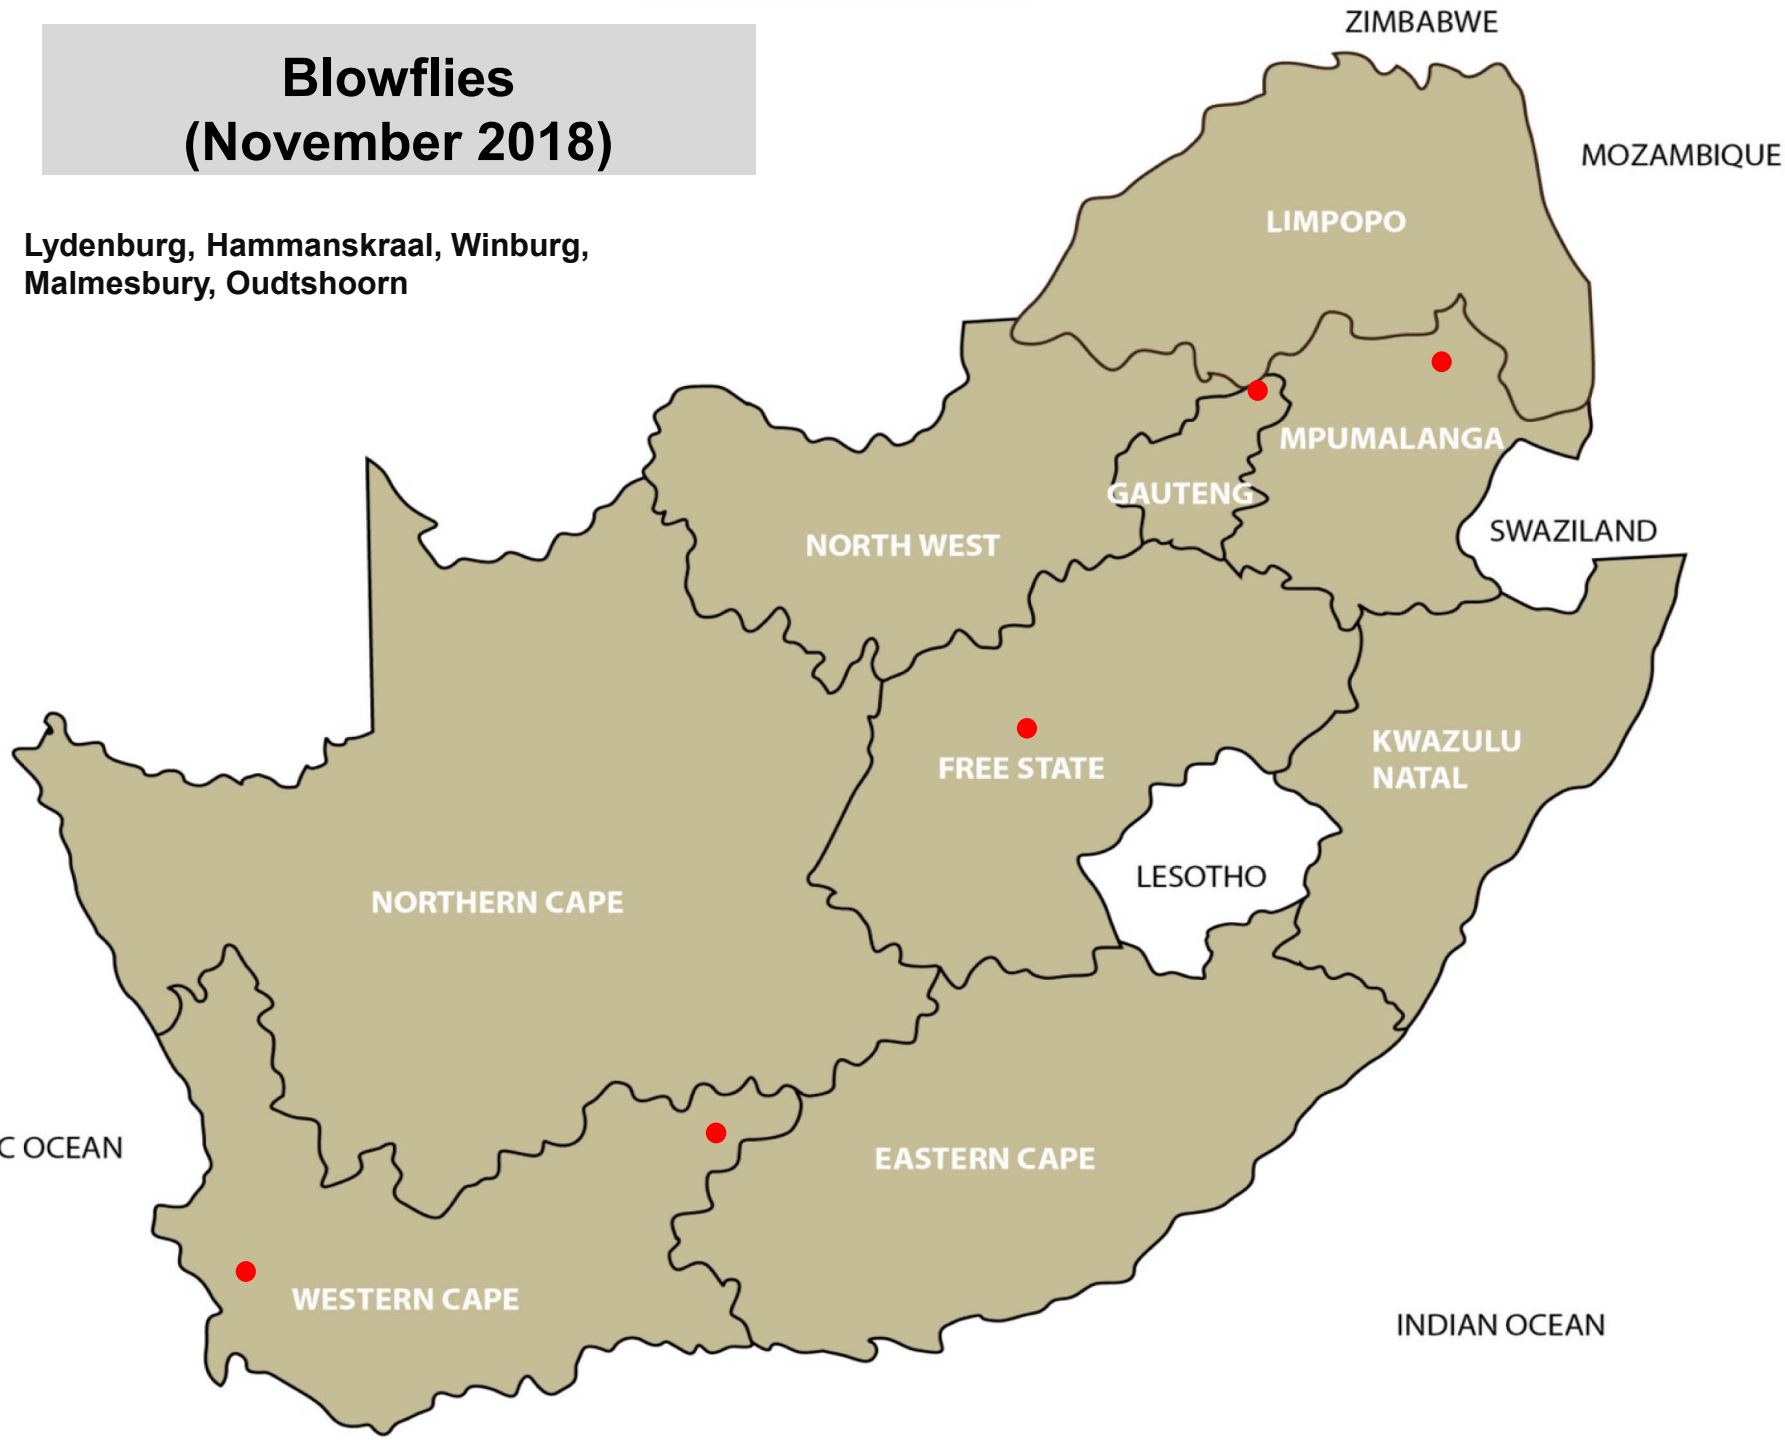 Blowflies
(November 2018)
Lydenburg, Hammanskraal, Winburg,
Malmesbury, Oudtshoorn
ZIMBABWE
MOZAMBIQUE
LIMPOPO
MPUMALANGA
GAUTENG
SWAZILAND
NORTH WEST
KWAZULU
NATAL
FREE STATE
LESOTHO
NORTHERN CAPE
C OCEAN
EASTERN CAPE
WESTERN CAPE
INDIAN OCEAN